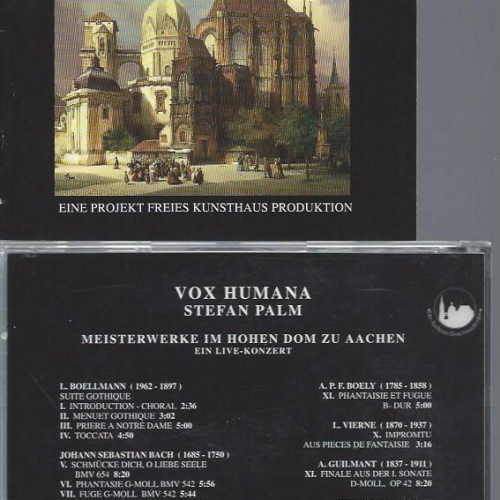 EINE PROJEKT FREIES KUNSTHAUS PRODUKTION
VOX HUMANA
STEFAN PALM
MEISTERWERKE IM HOHEN DOM ZU AACHEN
EIN LIVE-KONZERT
L. BOELLMANN ( 1962 - 1897 )
SUITE GOTHIQUE
I. INTRODUCTION - CHORAL 2:36
II. MENUET GOTHIQUE 3:02
III. PRIERE A NOTRE DAME 5:00
IV. TOCCATA 4:50
JOHANN SEBASTIAN BACH ( 1685 - 1750 )
V. SCHMÜCKE DICH, O LIEBE SEELE
BMV 654 8:20
VI. PHANTASIE G-MOLL, BMV 542 5:56
VII. FUGE G-MOLL BMV 542 5:44
A. P. F. BOELY ( 1785 - 1858 )
XI. PHANTAISIE ET FUGUE
B- DUR 5:00
L. VIERNE ( 1870 - 1937 )
X. IMPROMTU
AUS PIECES DE FANTAISIE 3:16
A. GUILMANT ( 1837 - 1911 )
XI. FINALE AUS DER 1. SONATE
D-MOLL, OP 42 8:20